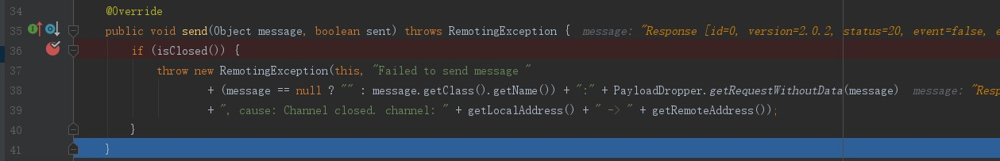 34 @Override
35 public void send(Object message, boolean sent) throws RemotingException { message: "Response [id=0, version=2.0.2, status=20, event=false, e
36 if (isClosed()) {
37 throw new RemotingException(this, "Failed to send message "
38 + (message == null ? "" : message.getClass().getName()) + ":" + PayloadDropper.getRequestWithoutData(message) message: "Resp
39 + ", cause: Channel closed. channel: " + getLocalAddress() + " -> " + getRemoteAddress());
40 }
41 }